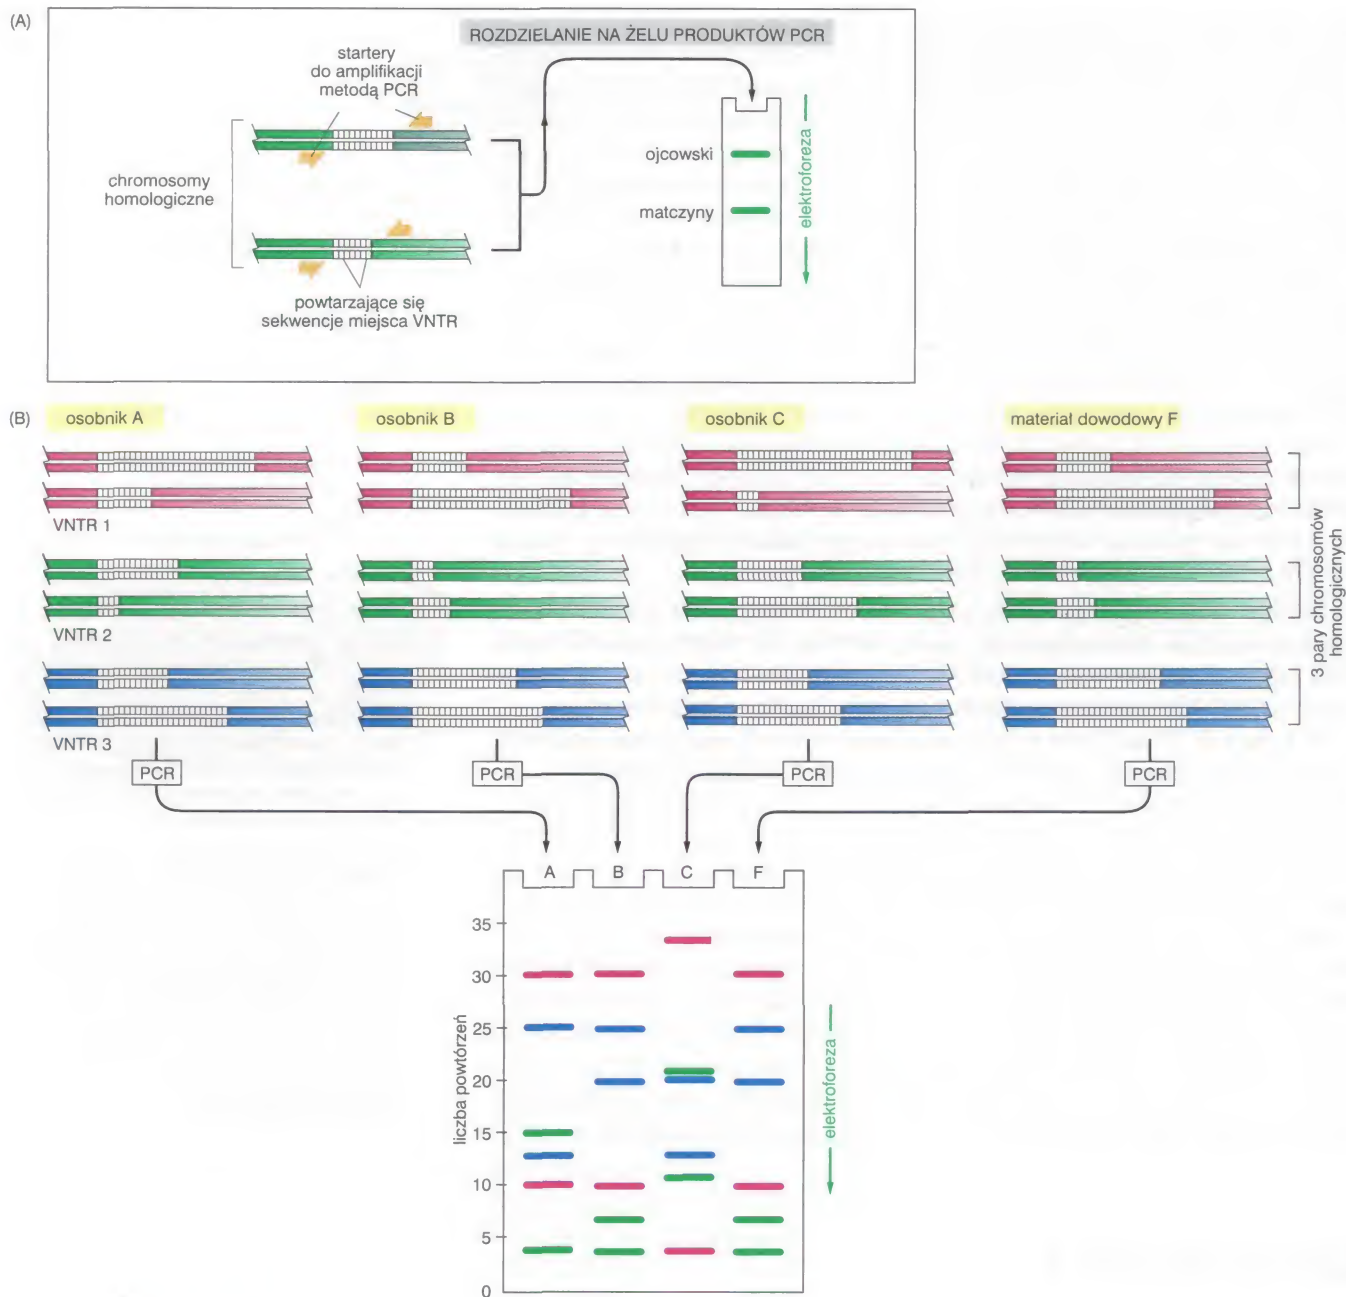 (A)
ROZDZIELANIE NA ŻELU PRODUKTÓW PCR
startery
do amplifikacji
metodą PCR
chromosomy
homologiczne
powtarzające się
sekwencje miejsca VNTR
ojcowski
matczyny
elektroforeza
(B)
osobnik A
osobnik B
osobnik C
materiał dowodowy F
VNTR 1
VNTR 2
VNTR 3
3 pary chromosomów
homologicznych
PCR
PCR
PCR
PCR
A
B
C
F
liczba powtórzeń
35
30
25
20
15
10
5
0
elektroforeza